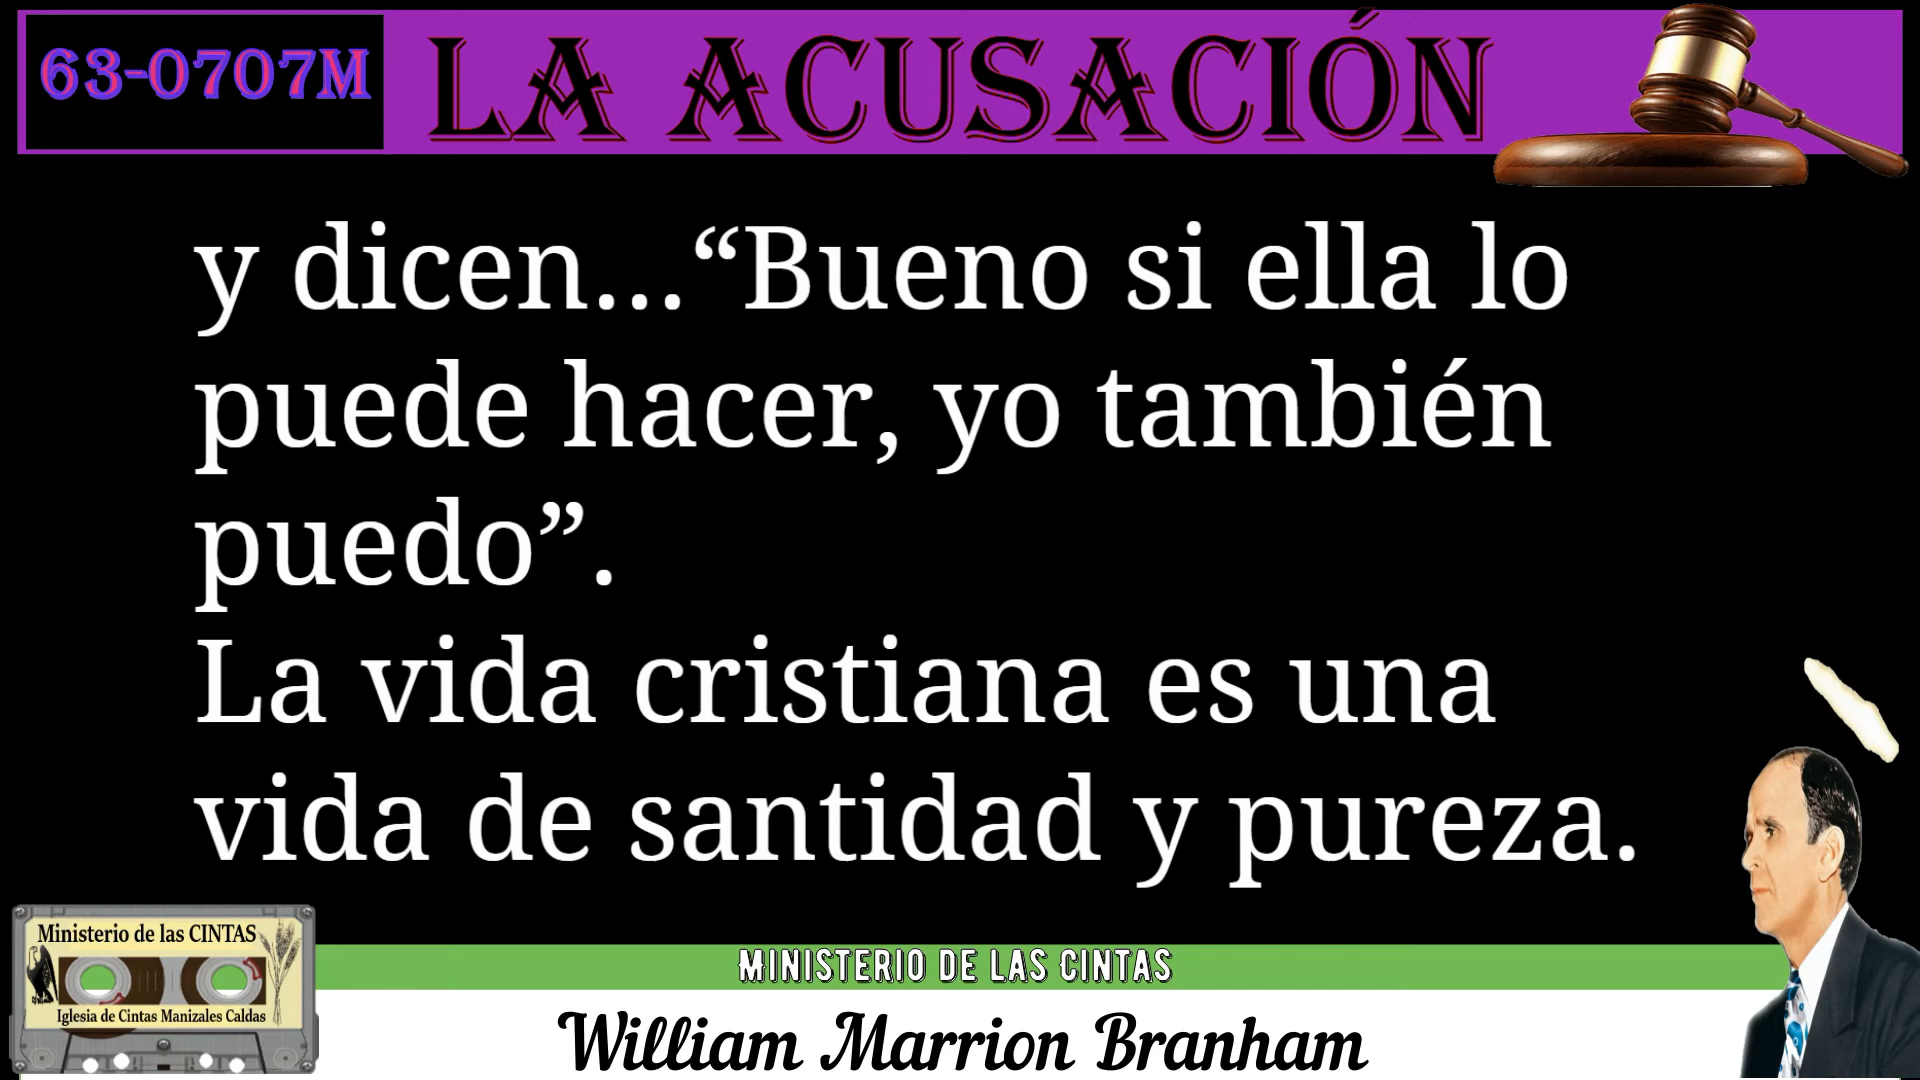 63-0707M
LA ACUSACIÓN
y dicen...“Bueno si ella lo
puede hacer, yo también
puedo”.
La vida cristiana es una
vida de santidad y pureza.
Ministerio de las CINTAS
Iglesia de Cintas Manizales Caldas
MINISTERIO DE LAS CINTAS
William Marrion Branham